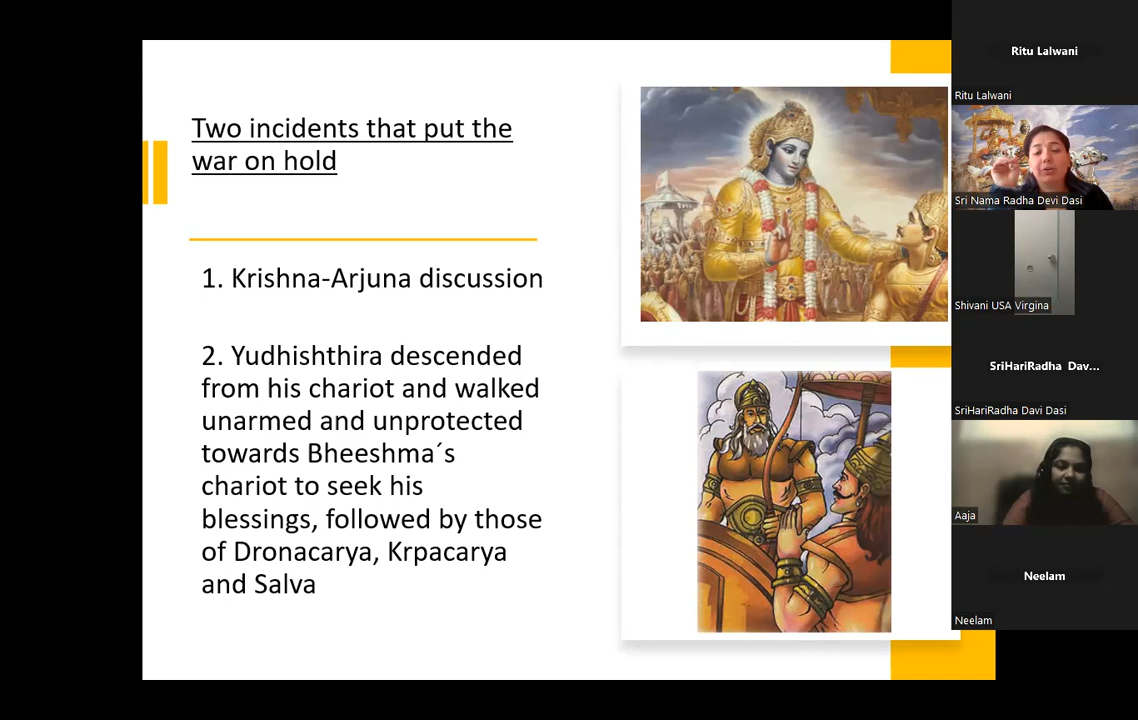 Two incidents that put the
war on hold
1. Krishna-Arjuna discussion
2. Yudhishthira descended
from his chariot and walked
unarmed and unprotected
towards Bheeshma´s
chariot to seek his
blessings, followed by those
of Dronacarya, Krpacarya
and Salva
Ritu Lalwani
Ritu Lalwani
Sri Nama Radha Devi Dasi
Shivani USA Virgina
SriHariRadha Dav...
SriHariRadha Davi Dasi
Aaja
Neelam
Neelam